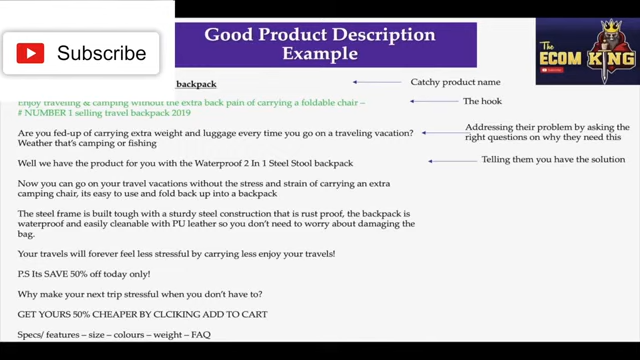 Subscribe
Good Product Description
Example
The
ECOM KING
backpack
Catchy product name
Enjoy traveling & camping without the extra back pain of carrying a foldable chair –
# NUMBER 1 selling travel backpack 2019
The hook
Are you fed-up of carrying extra weight and luggage every time you go on a traveling vacation?
Weather that's camping or fishing
Addressing their problem by asking the
right questions on why they need this
Well we have the product for you with the Waterproof 2 In 1 Steel Stool backpack
Telling them you have the solution
Now you can go on your travel vacations without the stress and strain of carrying an extra
camping chair, its easy to use and fold back up into a backpack
The steel frame is built tough with a sturdy steel construction that is rust proof, the backpack is
waterproof and easily cleanable with PU leather so you don't need to worry about damaging the
bag.
Your travels will forever feel less stressful by carrying less enjoy your travels!
P.S Its SAVE 50% off today only!
Why make your next trip stressful when you don't have to?
GET YOURS 50% CHEAPER BY CLCIKING ADD TO CART
Specs/ features – size – colours – weight – FAQ